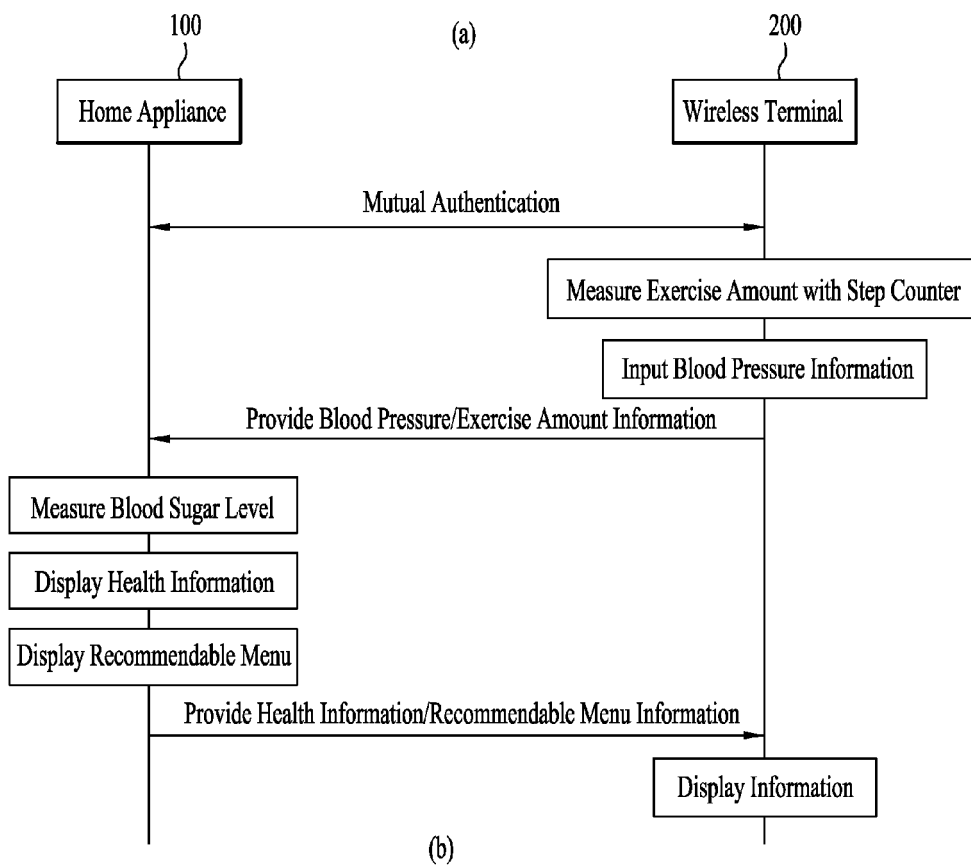 100
(a)
200
Home Appliance
Wireless Terminal
Mutual Authentication
Measure Exercise Amount with Step Counter
Input Blood Pressure Information
Provide Blood Pressure/Exercise Amount Information
Measure Blood Sugar Level
Display Health Information
Display Recommendable Menu
Provide Health Information/Recommendable Menu Information
Display Information
(b)